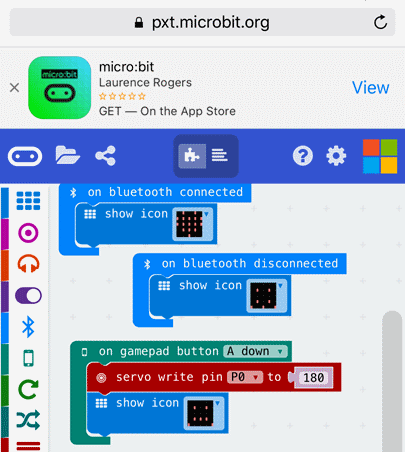 pxt.microbit.org
micro:bit
micro:bit
Laurence Rogers
GET — On the App Store
View
on bluetooth connected
show icon
on bluetooth disconnected
show icon
on gamepad button A down
servo write pin P0 to 180
show icon